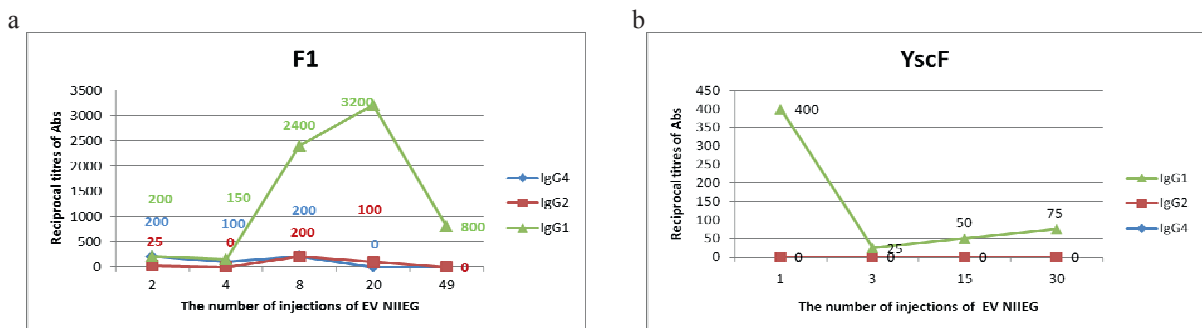 a
F1
Reciprocal titres of Abs
3500
3000
2500
2000
1500
1000
500
0
200
200
25
150
100
0
2400
200
200
3200
100
0
800
0
2 4 8 20 49
The number of injections of EV NIIEG
IgG4
IgG2
IgG1
b
YscF
Reciprocal titres of Abs
450
400
350
300
250
200
150
100
50
0
400
25
50
75
0 0 0 0
1 3 15 30
The number of injections of EV NIIEG
IgG1
IgG2
IgG4